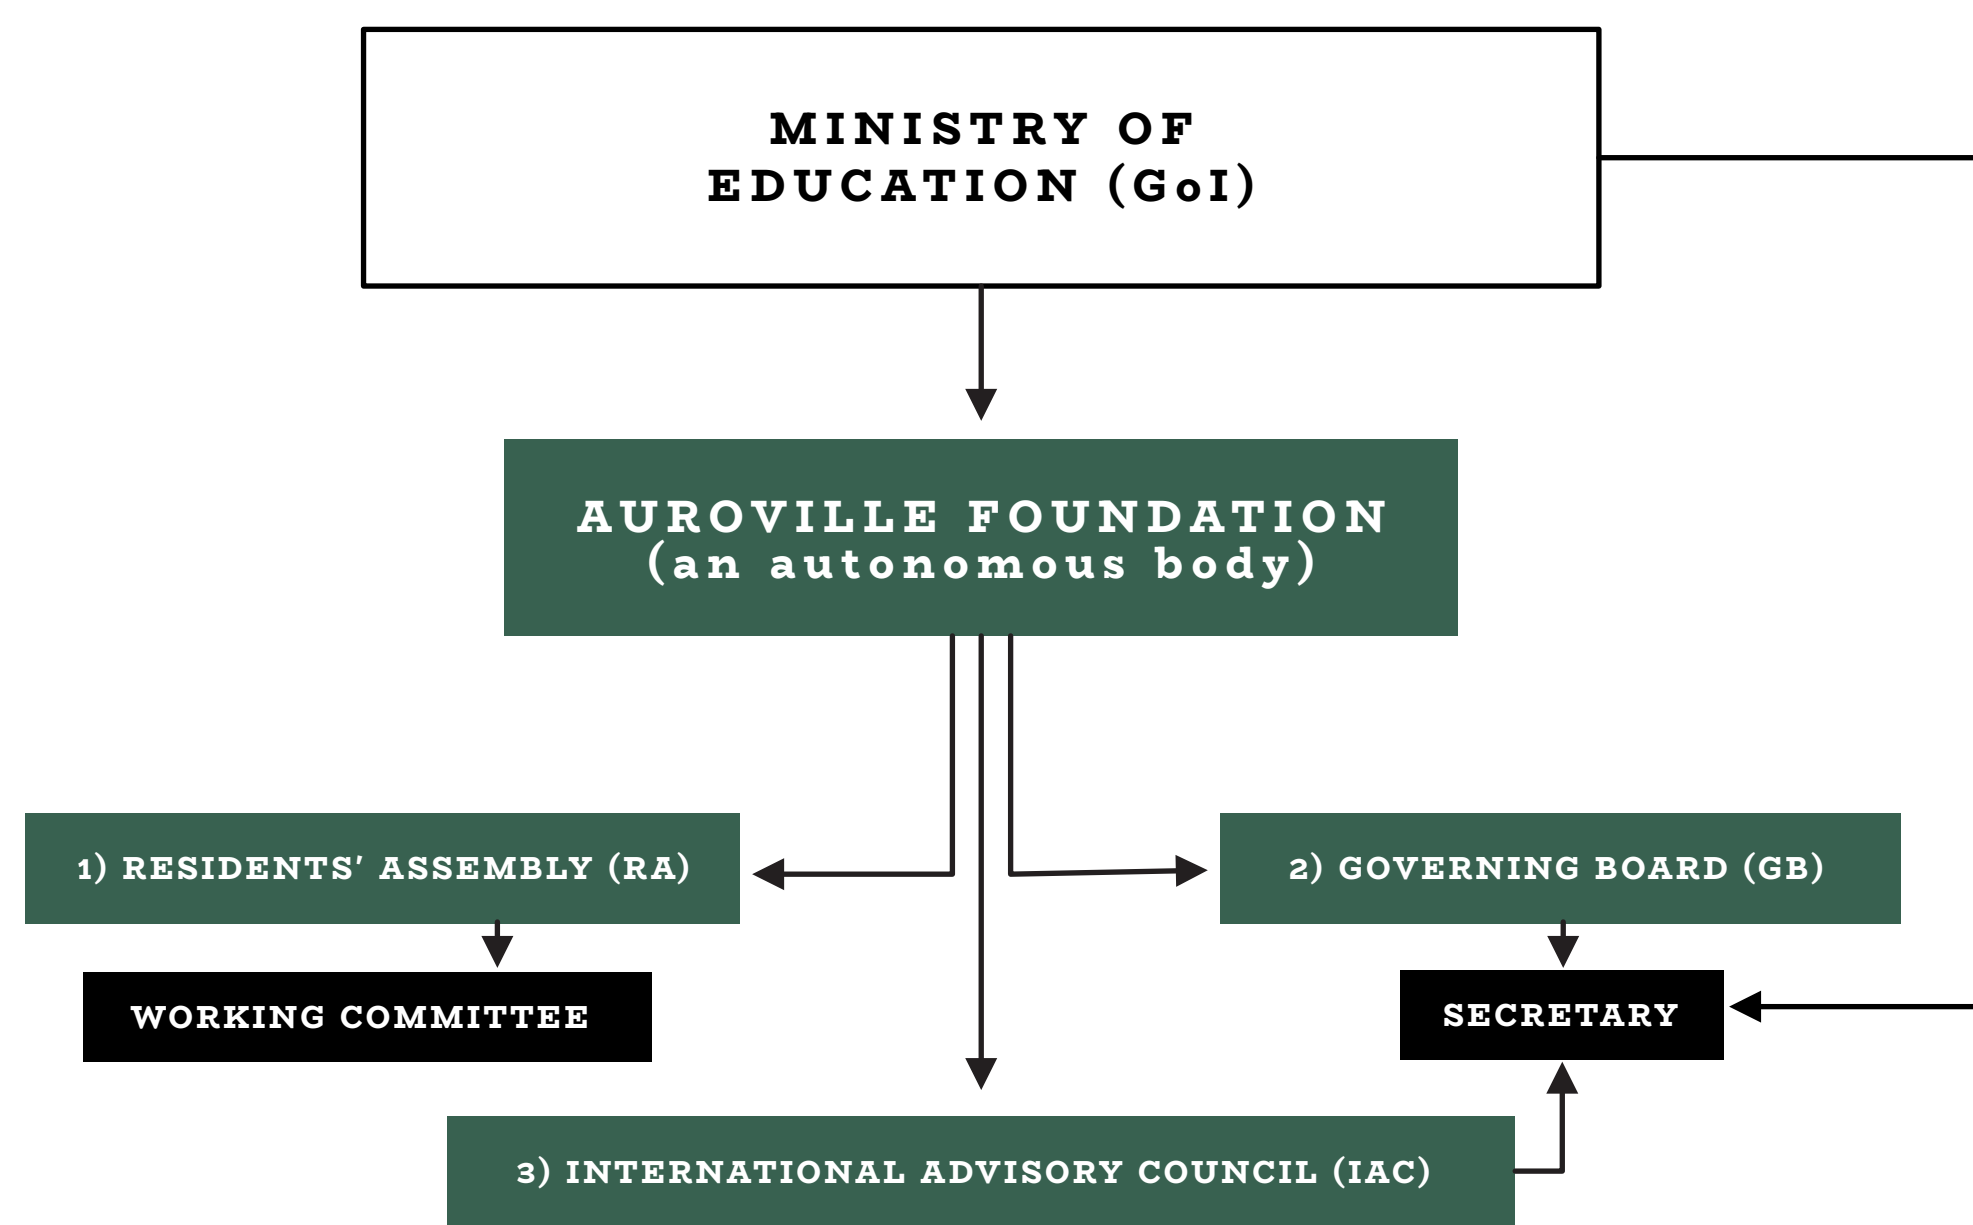 MINISTRY OF
EDUCATION (GoI)
AUROVILLE FOUNDATION
(an autonomous body)
1) RESIDENTS' ASSEMBLY (RA)
2) GOVERNING BOARD (GB)
WORKING COMMITTEE
SECRETARY
3) INTERNATIONAL ADVISORY COUNCIL (IAC)